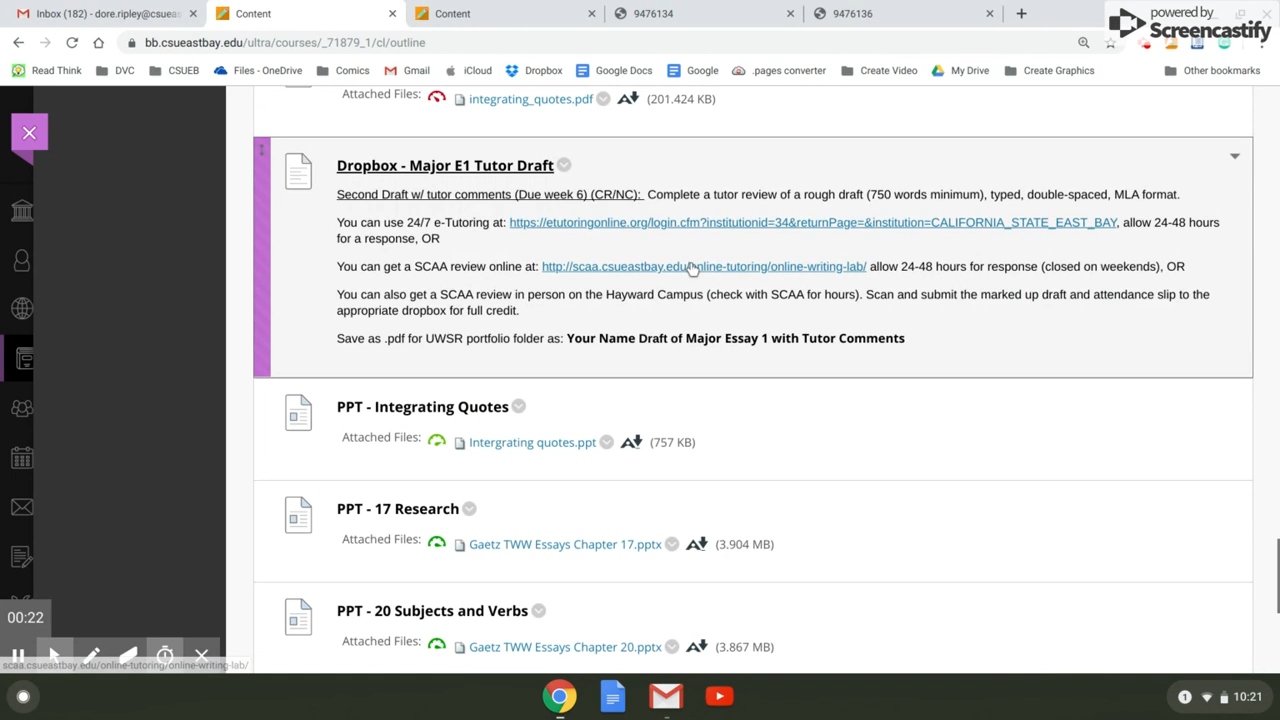 Inbox (182) - dore.ripley@csueas
Content
Content
9476134
9476136
powered by
Screencastify
bb.csueastbay.edu/ultra/courses/_71879_1/cl/outline
Read Think
DVC
CSUEB
Files - OneDrive
Comics
Gmail
iCloud
Dropbox
Google Docs
Google
.pages converter
Create Video
My Drive
Create Graphics
Other bookmarks
Attached Files: integrating_quotes.pdf (201.424 KB)
Dropbox - Major E1 Tutor Draft
Second Draft w/ tutor comments (Due week 6) (CR/NC): Complete a tutor review of a rough draft (750 words minimum), typed, double-spaced, MLA format.
You can use 24/7 e-Tutoring at: https://etutoringonline.org/login.cfm?institutionid=34&returnPage=&institution=CALIFORNIA_STATE_EAST_BAY, allow 24-48 hours
for a response, OR
You can get a SCAA review online at: http://scaa.csueastbay.edu/online-tutoring/online-writing-lab/ allow 24-48 hours for response (closed on weekends), OR
You can also get a SCAA review in person on the Hayward Campus (check with SCAA for hours). Scan and submit the marked up draft and attendance slip to the
appropriate dropbox for full credit.
Save as .pdf for UWSR portfolio folder as: Your Name Draft of Major Essay 1 with Tutor Comments
PPT - Integrating Quotes
Attached Files: Intergrating quotes.ppt (757 KB)
PPT - 17 Research
Attached Files: Gaetz TWW Essays Chapter 17.pptx (3.904 MB)
PPT - 20 Subjects and Verbs
Attached Files: Gaetz TWW Essays Chapter 20.pptx (3.867 MB)
00:22
scaa.csueastbay.edu/online-tutoring/online-writing-lab/
1
10:21